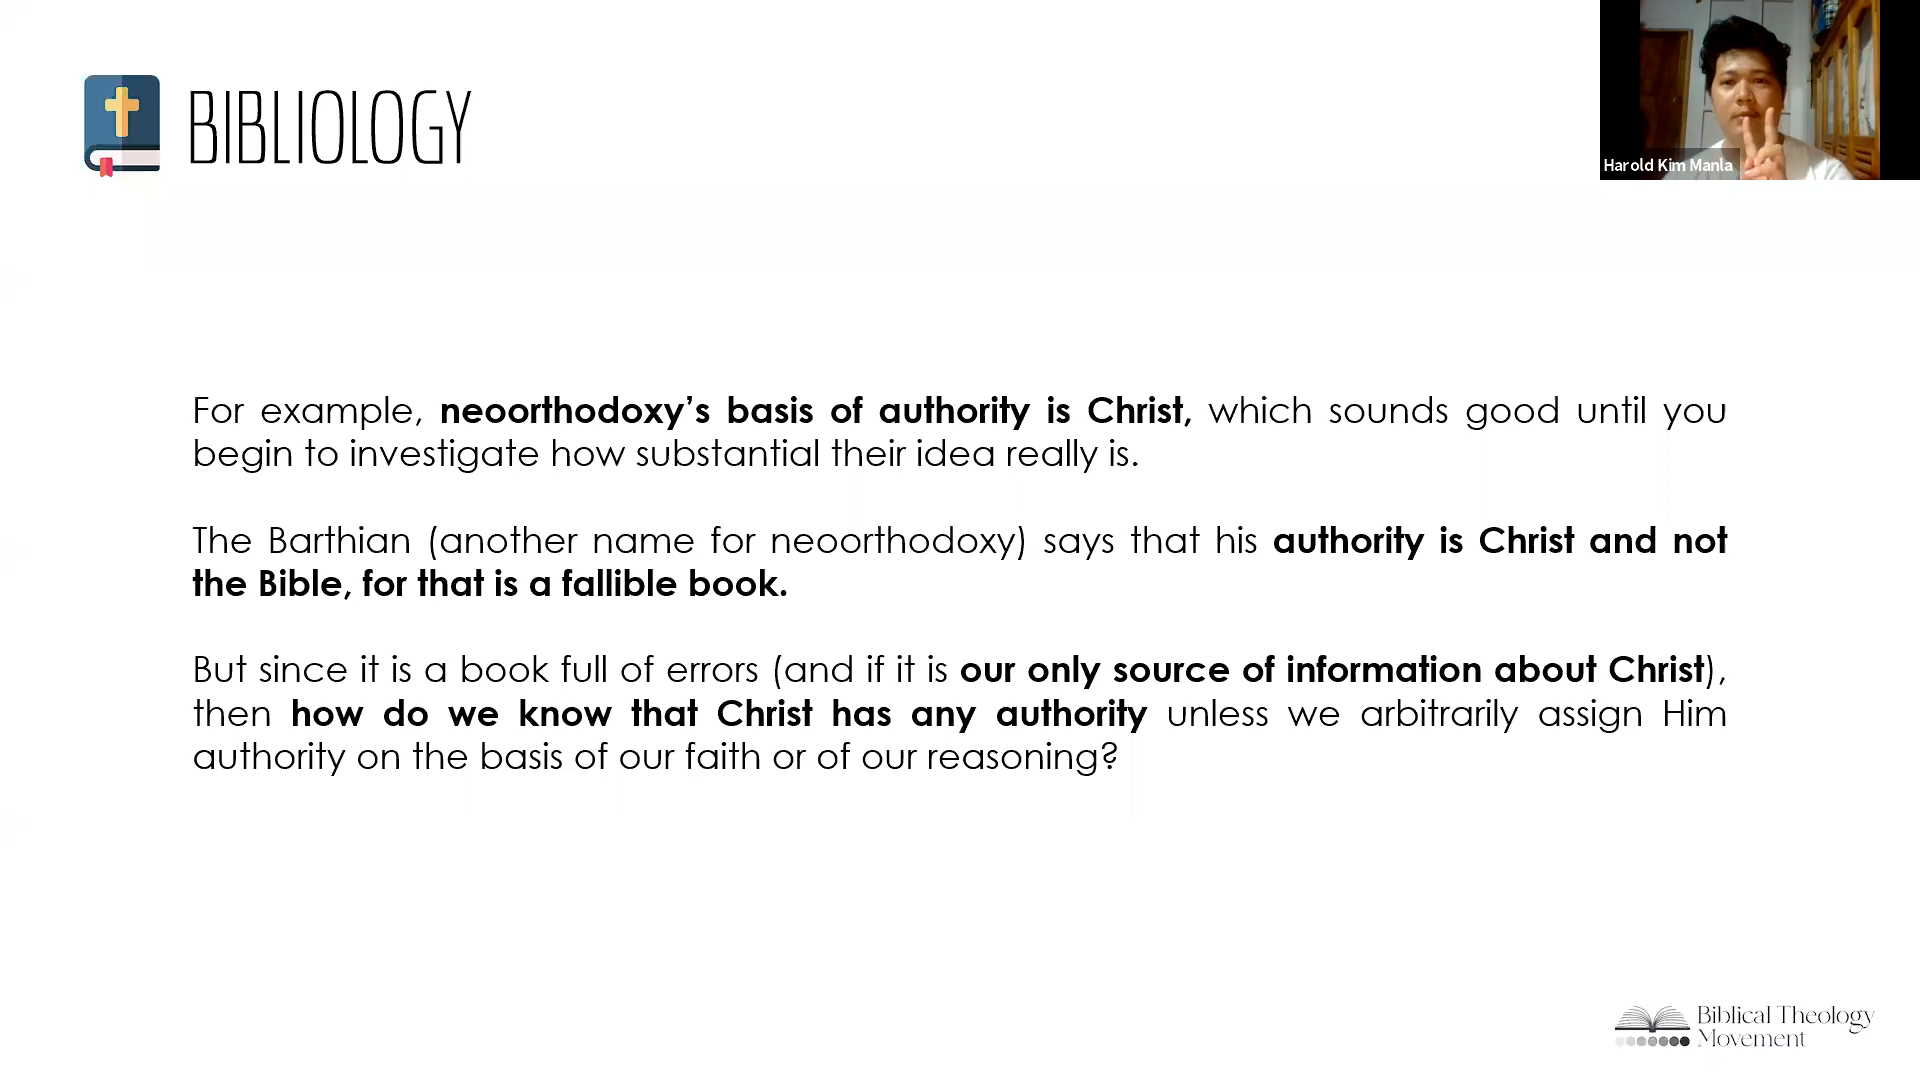 BIBLIOLOGY
Harold Kim Manla
For example, neoorthodoxy’s basis of authority is Christ, which sounds good until you
begin to investigate how substantial their idea really is.
The Barthian (another name for neoorthodoxy) says that his authority is Christ and not
the Bible, for that is a fallible book.
But since it is a book full of errors (and if it is our only source of information about Christ),
then how do we know that Christ has any authority unless we arbitrarily assign Him
authority on the basis of our faith or of our reasoning?
Biblical Theology
Movement